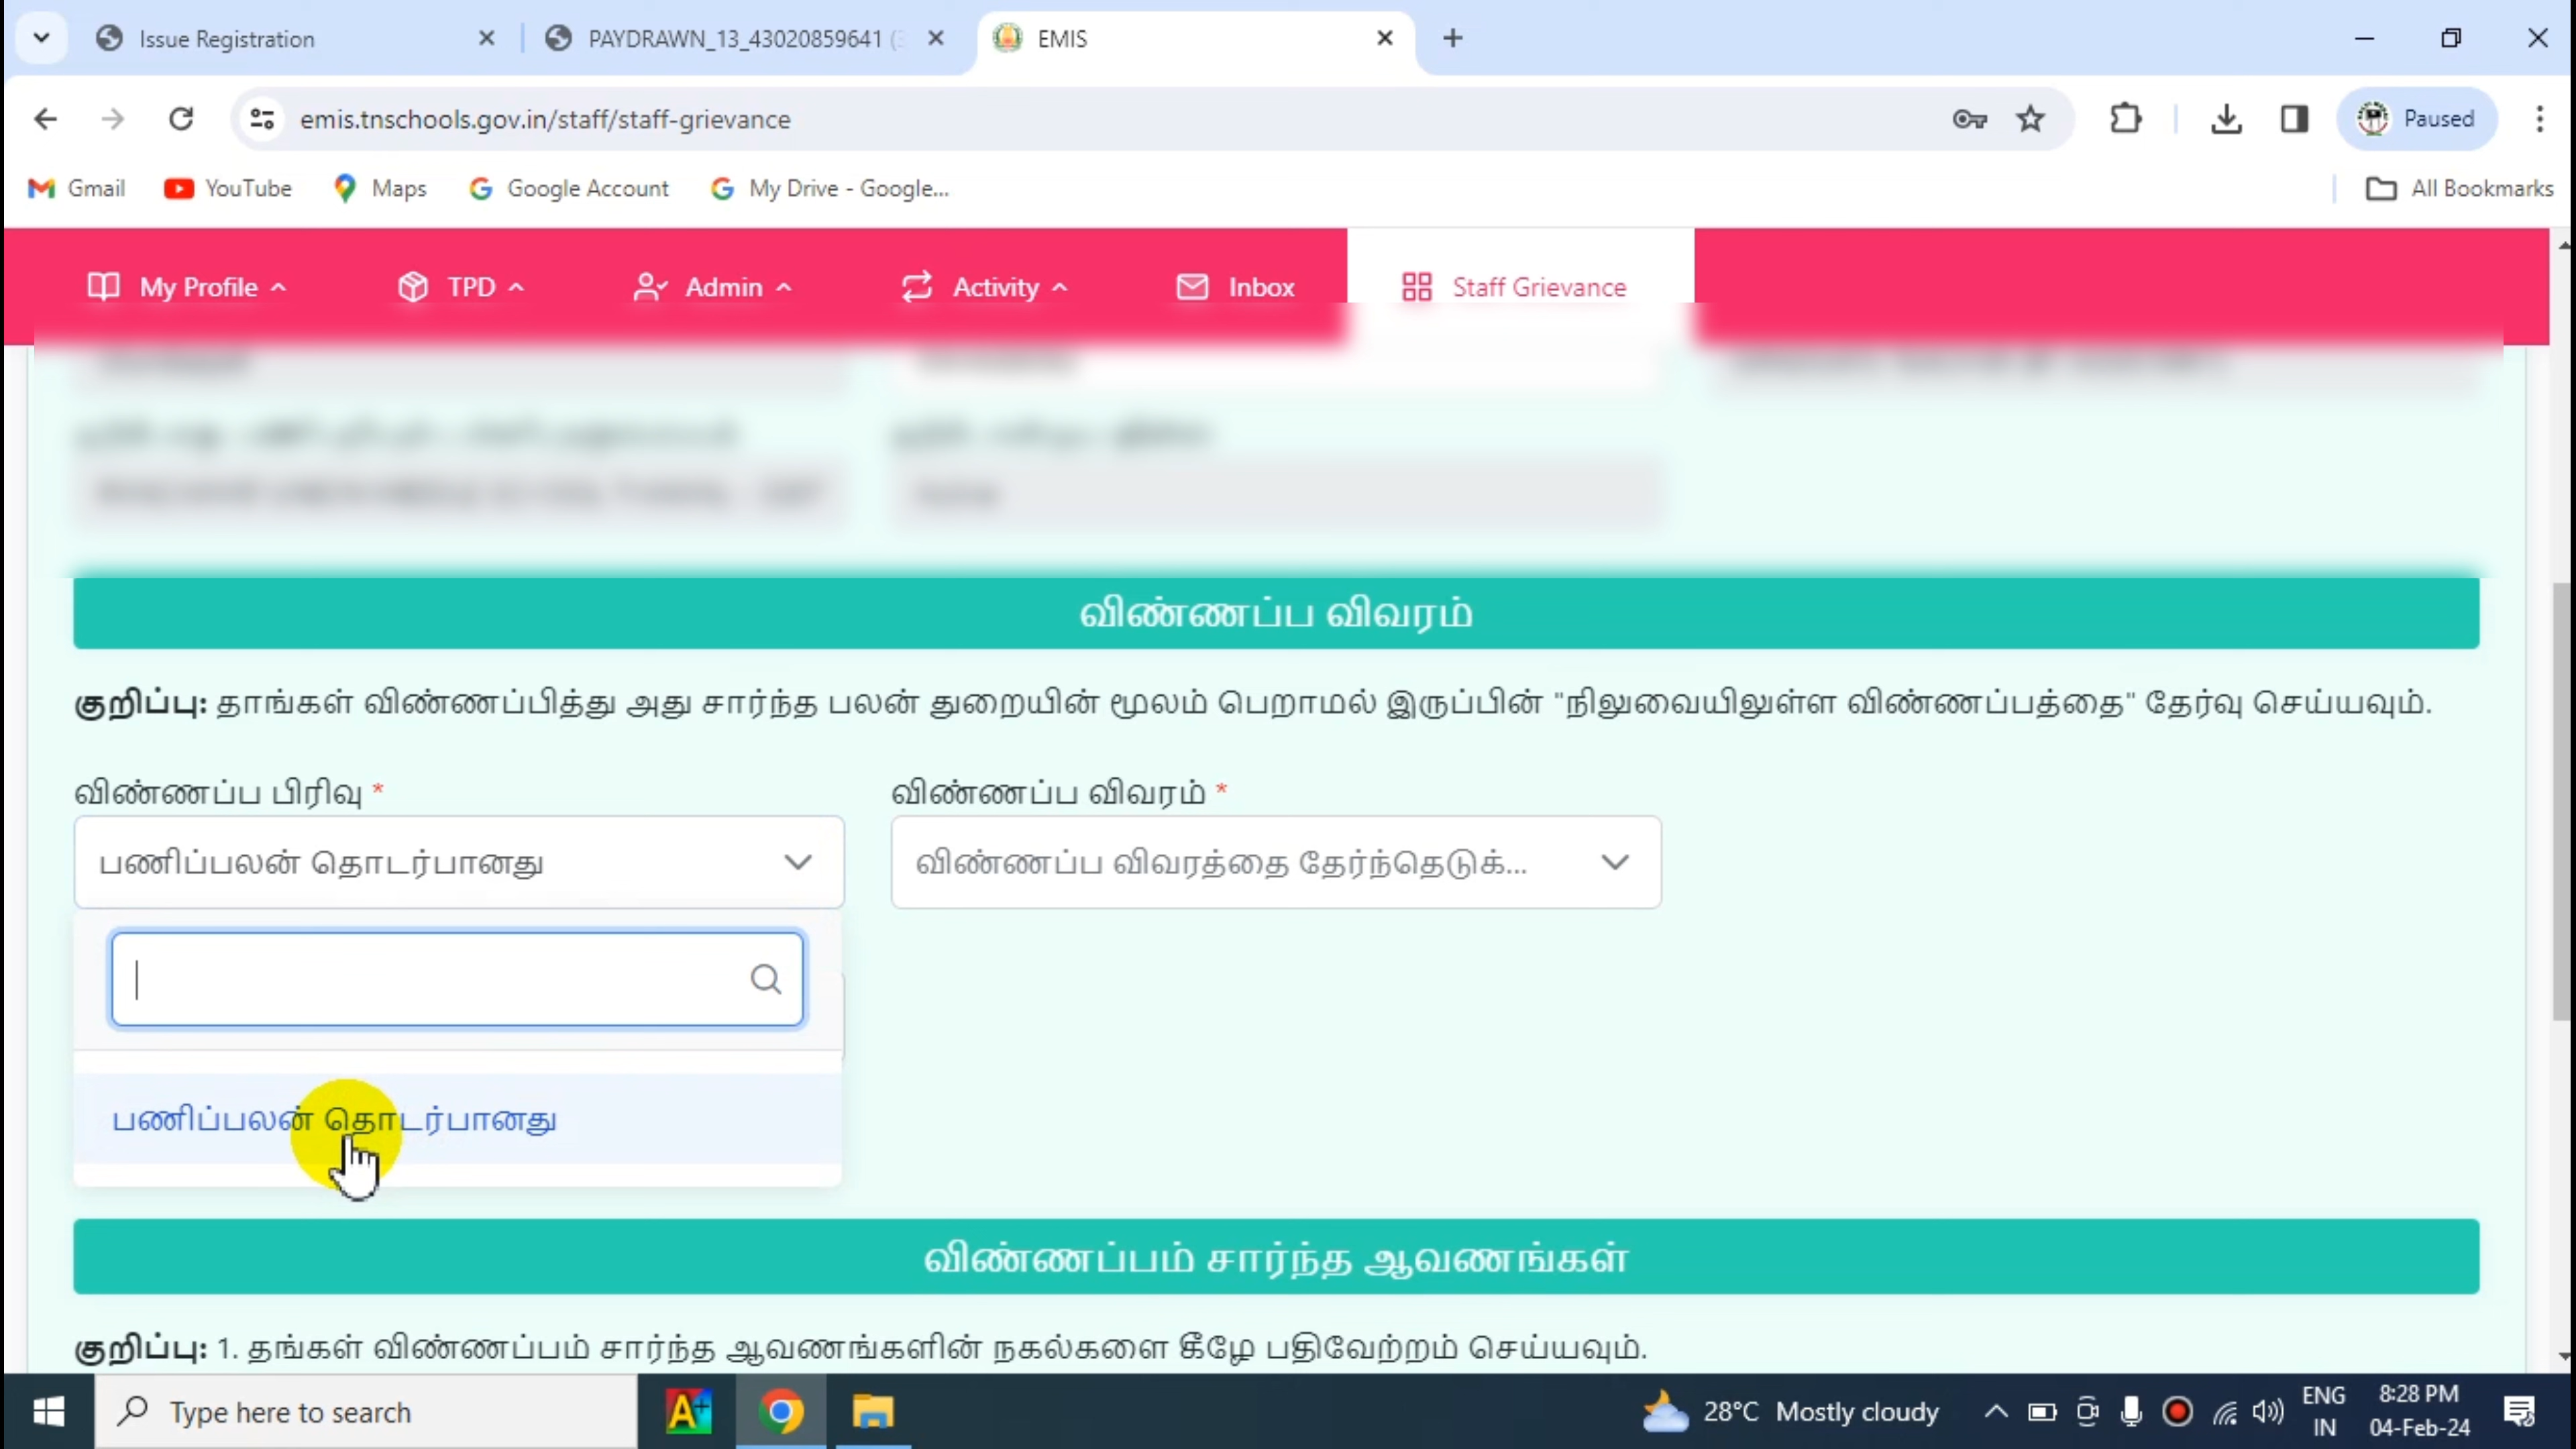 Issue Registration
PAYDRAWN_13_43020859641
EMIS
emis.tnschools.gov.in/staff/staff-grievance
Paused
Gmail
YouTube
Maps
Google Account
My Drive - Google...
All Bookmarks
My Profile
TPD
Admin
Activity
Inbox
Staff Grievance
விண்ணப்ப விவரம்
குறிப்பு: தாங்கள் விண்ணப்பித்து அது சார்ந்த பலன் துறையின் மூலம் பெறாமல் இருப்பின் "நிலுவையிலுள்ள விண்ணப்பத்தை" தேர்வு செய்யவும்.
விண்ணப்ப பிரிவு *
விண்ணப்ப விவரம் *
பணிப்பலன் தொடர்பானது
விண்ணப்ப விவரத்தை தேர்ந்தெடுக்...
பணிப்பலன் தொடர்பானது
விண்ணப்பம் சார்ந்த ஆவணங்கள்
குறிப்பு: 1. தங்கள் விண்ணப்பம் சார்ந்த ஆவணங்களின் நகல்களை கீழே பதிவேற்றம் செய்யவும்.
Type here to search
A+
28°C Mostly cloudy
ENG
IN
8:28 PM
04-Feb-24